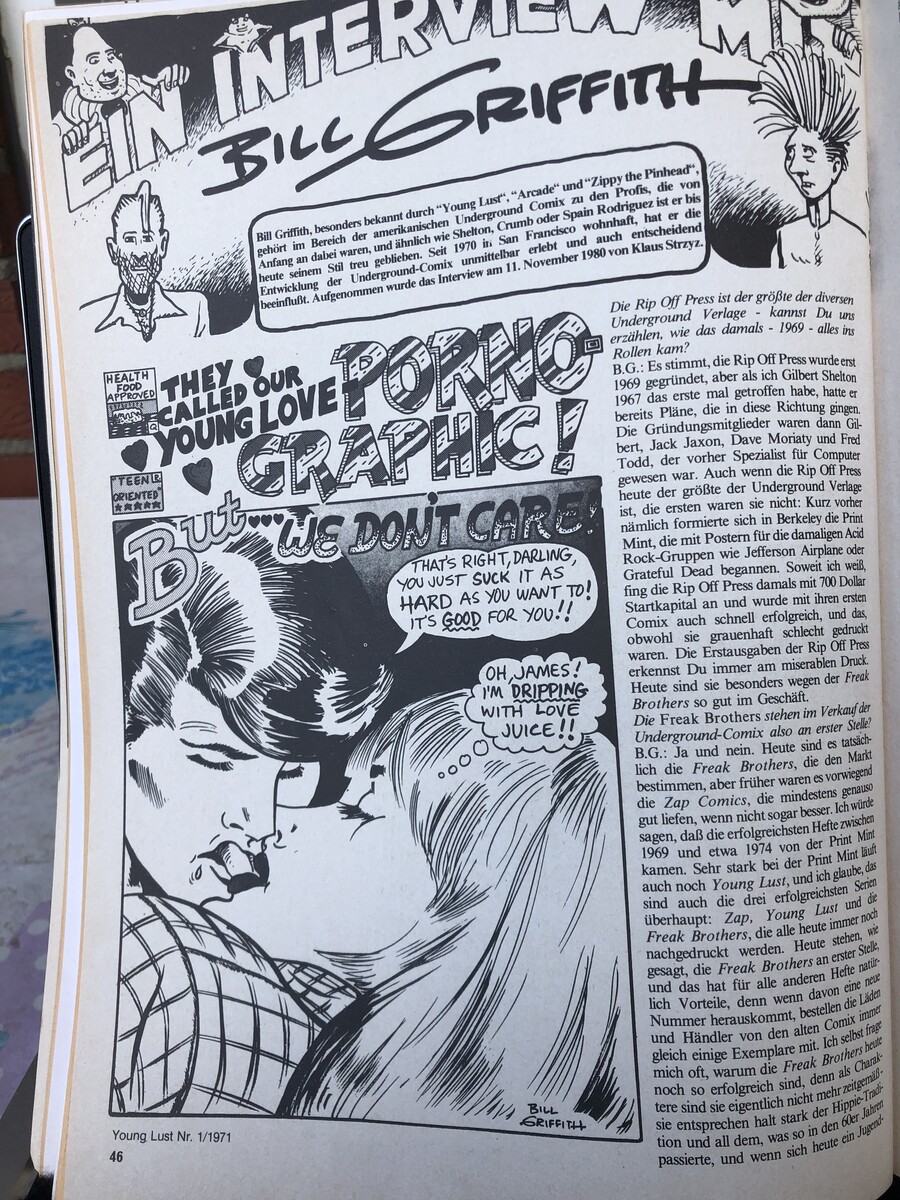 EIN INTERVIEW MIT
BILL GRIFFITH
Bill Griffith, besonders bekannt durch "Young Lust", "Arcade" und "Zippy the Pinhead",
gehört im Bereich der amerikanischen Underground Comix zu den Profis, die von
Anfang an dabei waren, und ähnlich wie Shelton, Crumb oder Spain Rodriguez ist er bis
heute seinem Stil treu geblieben. Seit 1970 in San Francisco wohnhaft, hat er die
Entwicklung der Underground-Comix unmittelbar erlebt und auch entscheidend
beeinflußt. Aufgenommen wurde das Interview am 11. November 1980 von Klaus Strzyz.
HEALTH
FOOD
APPROVED
THEY
CALLED OUR
YOUNG LOVE
PORNO-
GRAPHIC!
"TEEN
ORIENTED"
But
...WE DON'T CARE!
THAT'S RIGHT, DARLING,
YOU JUST SUCK IT AS
HARD AS YOU WANT TO!
IT'S GOOD FOR YOU!!
OH, JAMES!
I'M DRIPPING
WITH LOVE
JUICE!!
BILL
GRIFFITH
Young Lust Nr. 1/1971
46
Die Rip Off Press ist der größte der diversen
Underground Verlage - kannst Du uns
erzählen, wie das damals - 1969 - alles ins
Rollen kam?
B.G.: Es stimmt, die Rip Off Press wurde erst
1969 gegründet, aber als ich Gilbert Shelton
1967 das erste mal getroffen habe, hatte er
bereits Pläne, die in diese Richtung gingen.
Die Gründungsmitglieder waren dann Gil-
bert, Jack Jaxon, Dave Moriaty und Fred
Todd, der vorher Spezialist für Computer
gewesen war. Auch wenn die Rip Off Press
heute der größte der Underground Verlage
ist, die ersten waren sie nicht: Kurz vorher
nämlich formierte sich in Berkeley die Print
Mint, die mit Postern für die damaligen Acid
Rock-Gruppen wie Jefferson Airplane oder
Grateful Dead begannen. Soweit ich weiß,
fing die Rip Off Press damals mit 700 Dollar
Startkapital an und wurde mit ihren ersten
Comix auch schnell erfolgreich, und das,
obwohl sie grauenhaft schlecht gedruckt
waren. Die Erstausgaben der Rip Off Press
erkennst Du immer am miserablen Druck.
Heute sind sie besonders wegen der Freak
Brothers so gut im Geschäft.
Die Freak Brothers stehen im Verkauf der
Underground-Comix also an erster Stelle?
B.G.: Ja und nein. Heute sind es tatsäch-
lich die Freak Brothers, die den Markt
bestimmen, aber früher waren es vorwiegend
die Zap Comics, die mindestens genauso
gut liefen, wenn nicht sogar besser. Ich würde
sagen, daß die erfolgreichsten Hefte zwischen
1969 und etwa 1974 von der Print Mint
kamen. Sehr stark bei der Print Mint läuft
auch noch Young Lust, und ich glaube, das
sind auch die drei erfolgreichsten Serien
überhaupt: Zap, Young Lust und die
Freak Brothers, die alle heute immer noch
nachgedruckt werden. Heute stehen, wie
gesagt, die Freak Brothers an erster Stelle,
und das hat für alle anderen Hefte natür-
lich Vorteile, denn wenn davon eine neue
Nummer herauskommt, bestellen die Läden
und Händler von den alten Comix immer
gleich einige Exemplare mit. Ich selbst frage
mich oft, warum die Freak Brothers heute
noch so erfolgreich sind, denn als Charak-
tere sind sie eigentlich nicht mehr zeitgemäß-
sie entsprechen halt stark der Hippie-Tradi-
tion und all dem, was so in den 60er Jahren
passierte, und wenn sich heute ein Jugend-